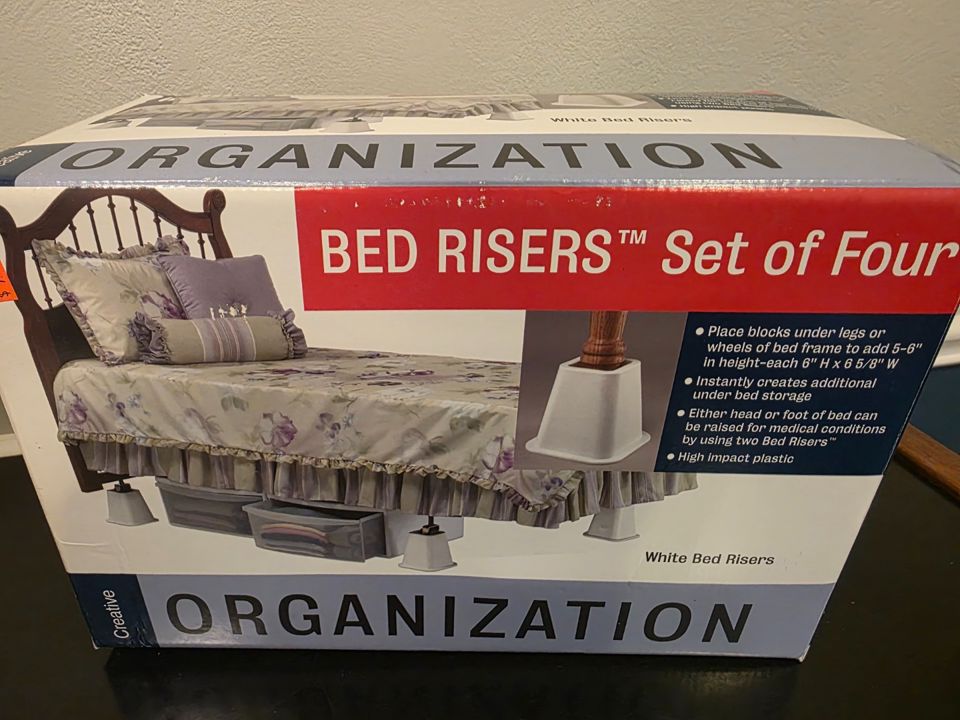 White Bed Risers
ORGANIZATION
BED RISERS™ Set of Four
• Place blocks under legs or
wheels of bed frame to add 5-6"
in height-each 6" H x 6 5/8" W
• Instantly creates additional
under bed storage
• Either head or foot of bed can
be raised for medical conditions
by using two Bed Risers™
• High impact plastic
White Bed Risers
Creative
ORGANIZATION